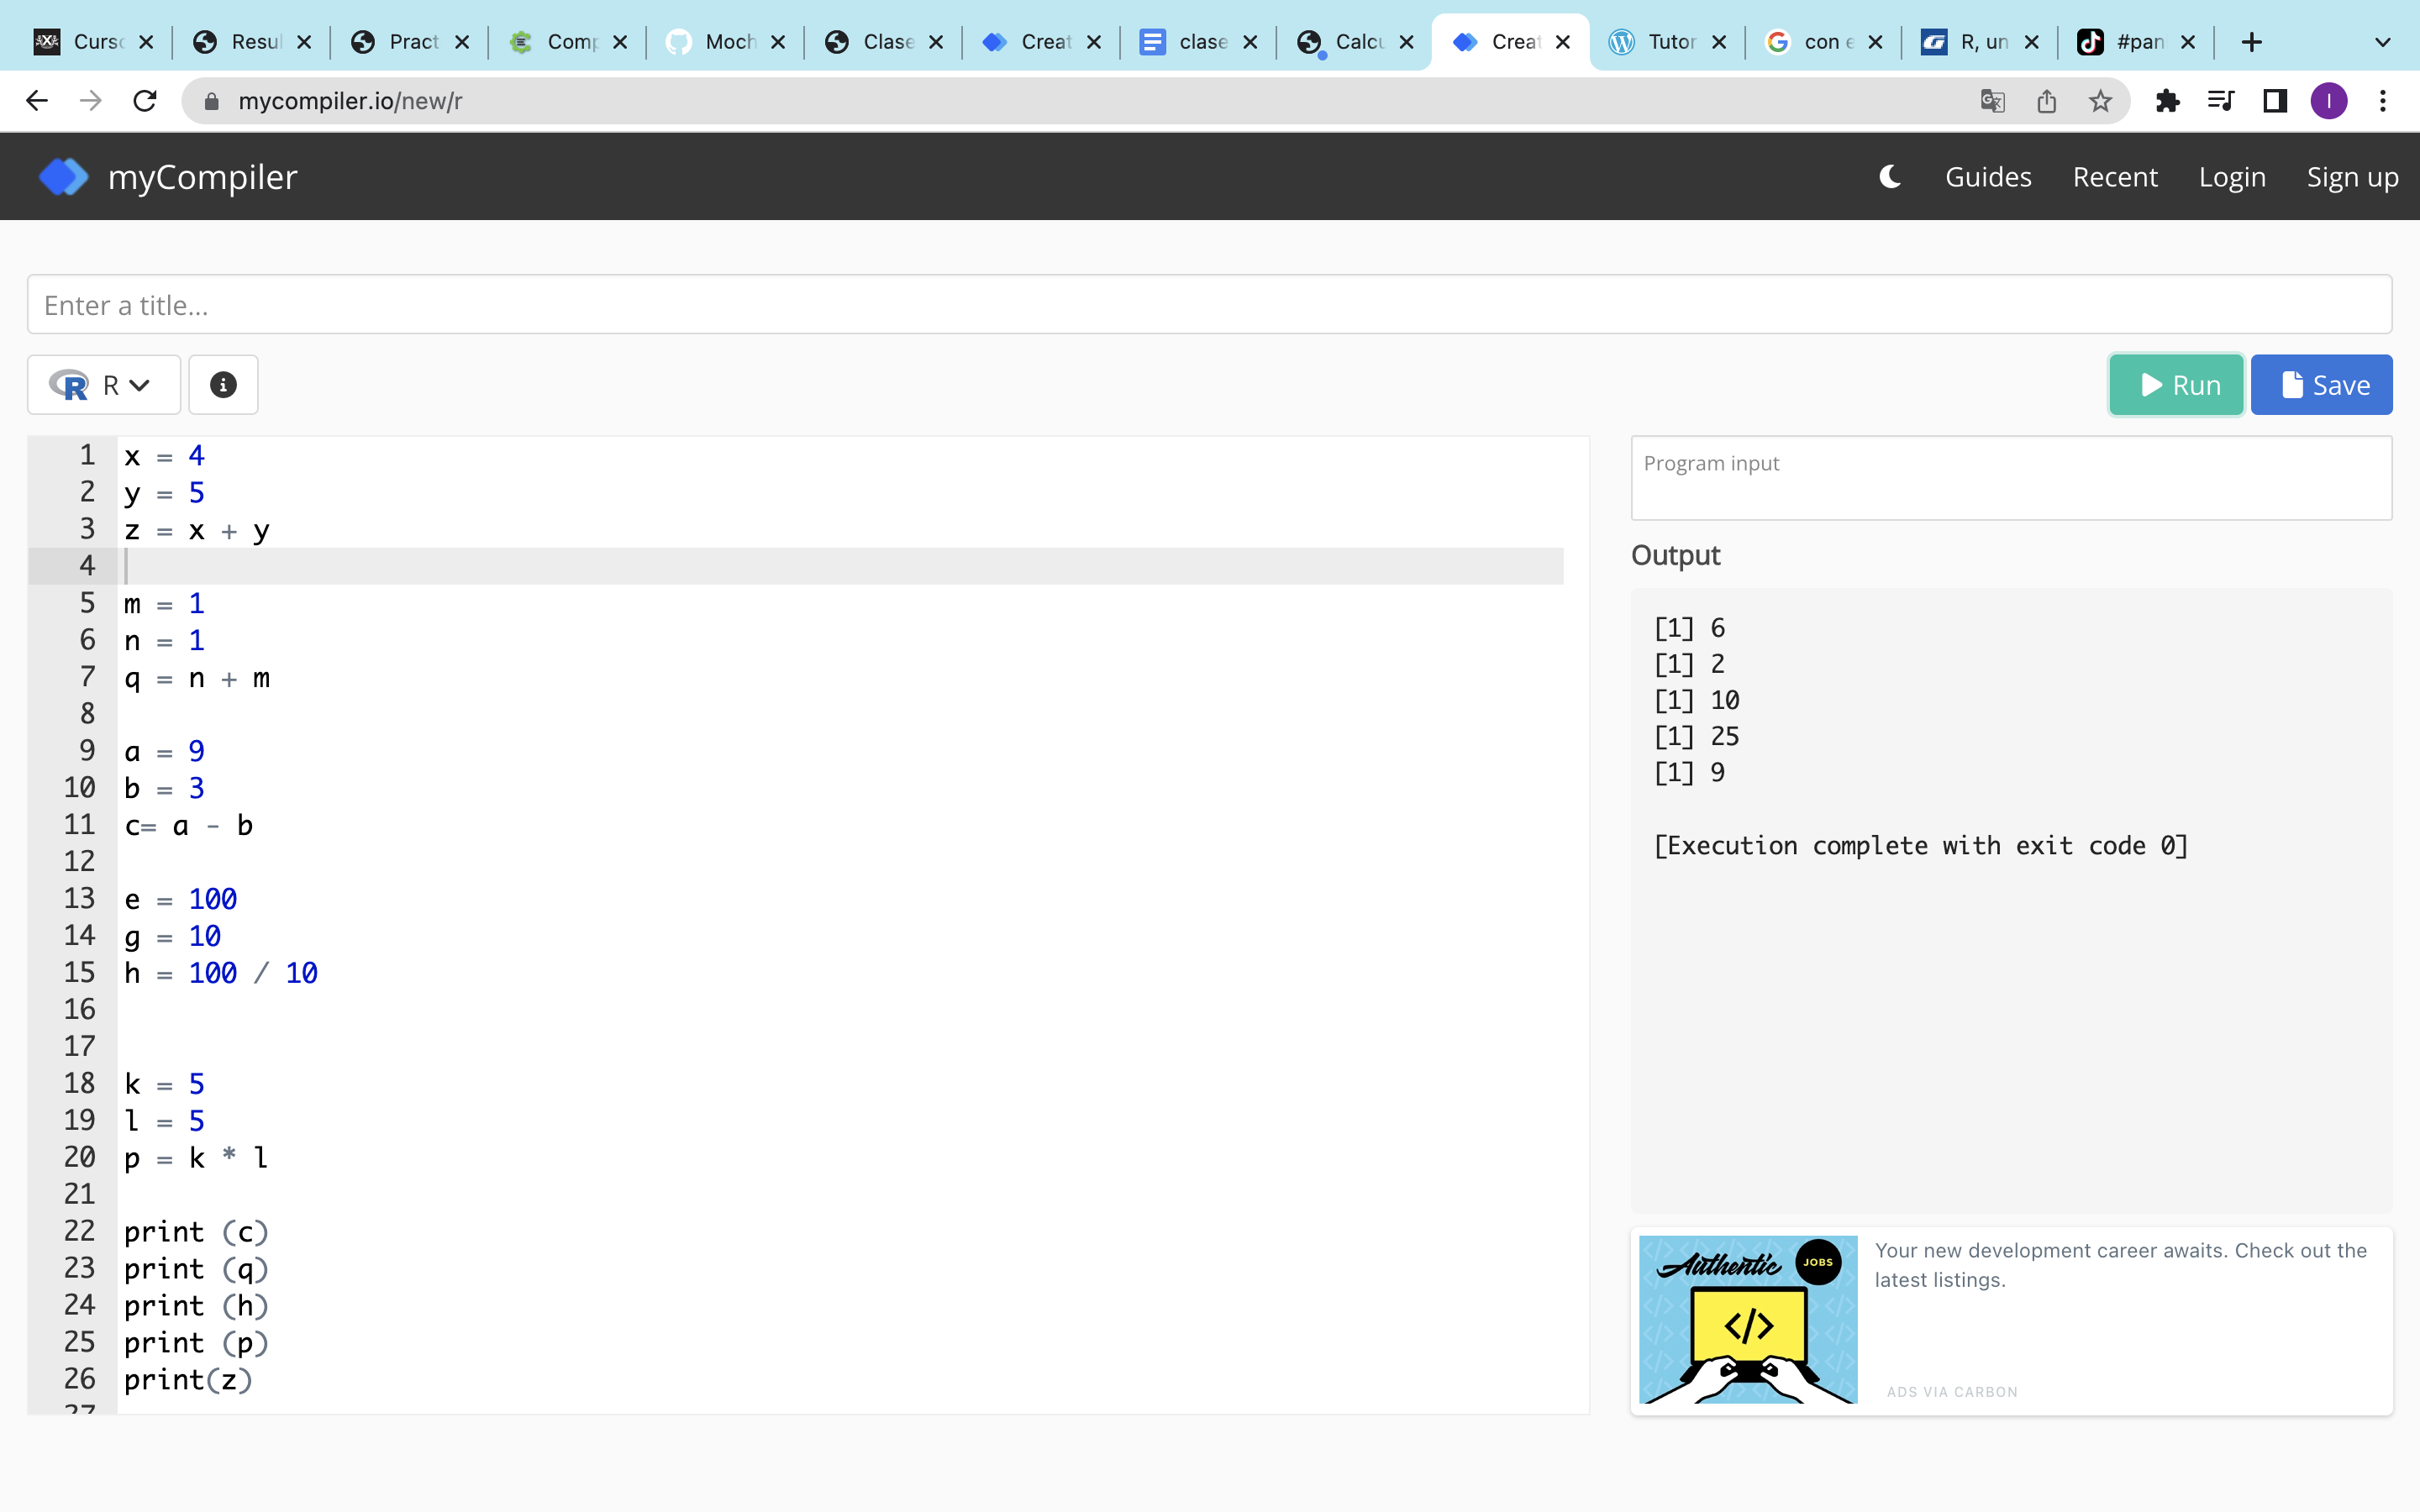 Curso Resul Pract Comp Moch Clase Creat clase Calcu Creat Tutor con e R, un #pan
mycompiler.io/new/r I
myCompiler Guides Recent Login Sign up
Enter a title...
R R Run Save
1 x = 4
2 y = 5
3 z = x + y
4
5 m = 1
6 n = 1
7 q = n + m
8
9 a = 9
10 b = 3
11 c= a - b
12
13 e = 100
14 g = 10
15 h = 100 / 10
16
17
18 k = 5
19 l = 5
20 p = k * l
21
22 print (c)
23 print (q)
24 print (h)
25 print (p)
26 print(z)
27
Program input
Output
[1] 6
[1] 2
[1] 10
[1] 25
[1] 9
[Execution complete with exit code 0]
Authentic JOBS
</>
Your new development career awaits. Check out the
latest listings.
ADS VIA CARBON